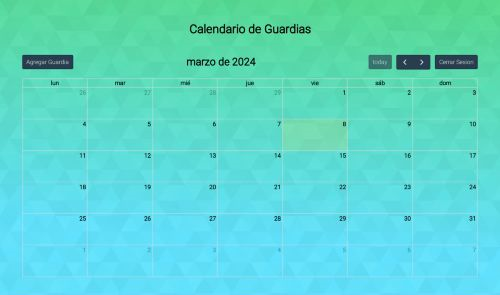 Calendario de Guardias
Agregar Guardia marzo de 2024 today Cerrar Sesion
lun mar mié jue vie sáb dom
26 27 28 29 1 2 3
4 5 6 7 8 9 10
11 12 13 14 15 16 17
18 19 20 21 22 23 24
25 26 27 28 29 30 31
1 2 3 4 5 6 7